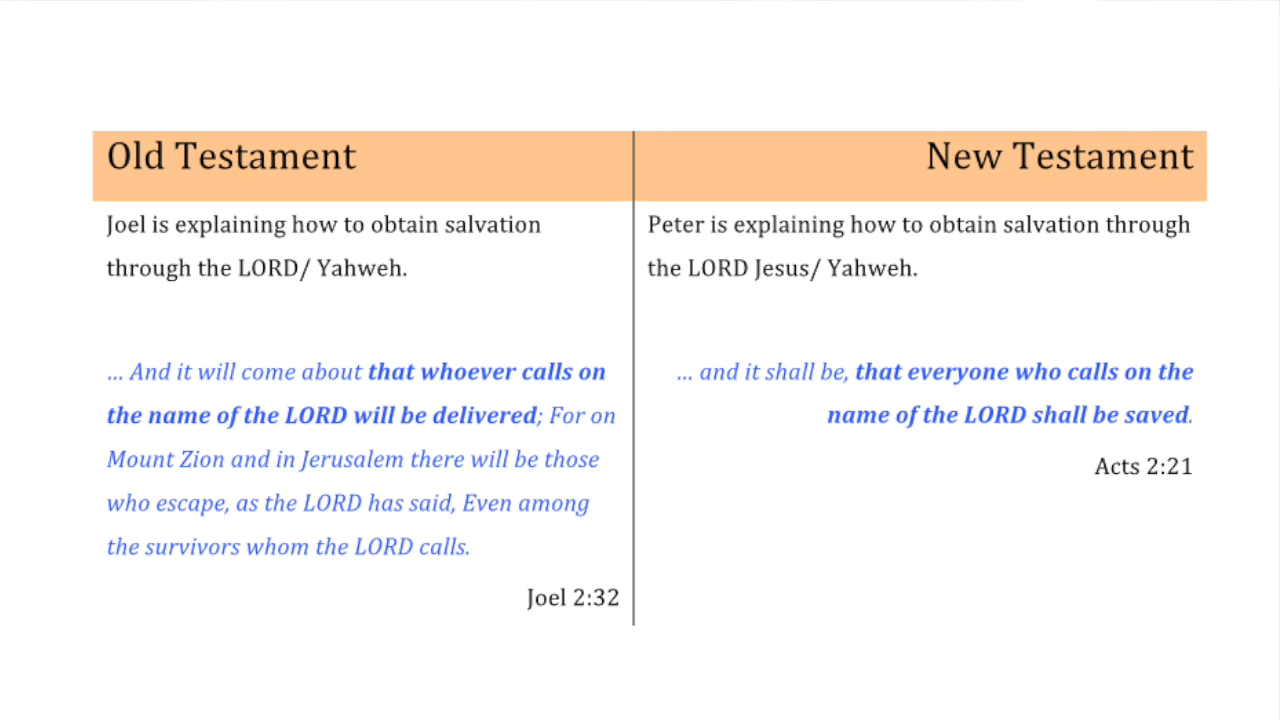 Old Testament
New Testament
Joel is explaining how to obtain salvation
through the LORD/ Yahweh.
Peter is explaining how to obtain salvation through
the LORD Jesus/ Yahweh.
... And it will come about that whoever calls on
the name of the LORD will be delivered; For on
Mount Zion and in Jerusalem there will be those
who escape, as the LORD has said, Even among
the survivors whom the LORD calls.
Joel 2:32
... and it shall be, that everyone who calls on the
name of the LORD shall be saved.
Acts 2:21